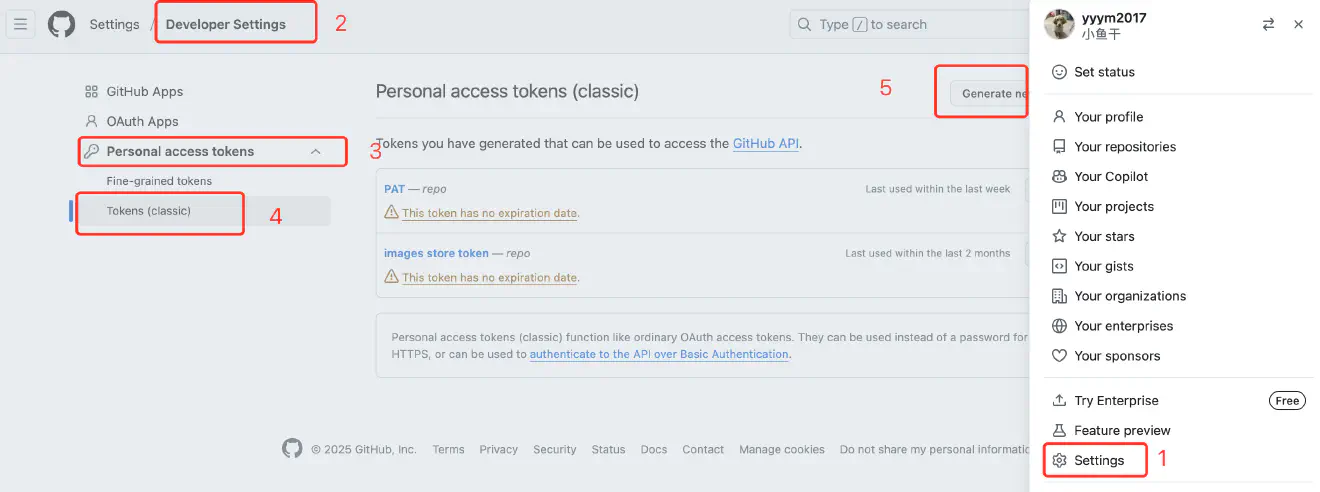 Settings / Developer Settings
2
Type / to search
GitHub Apps
OAuth Apps
Personal access tokens
3
Fine-grained tokens
Tokens (classic)
4
Personal access tokens (classic)
5
Generate ne
Tokens you have generated that can be used to access the GitHub API.
PAT — repo
Last used within the last week
This token has no expiration date.
images store token — repo
Last used within the last 2 months
This token has no expiration date.
Personal access tokens (classic) function like ordinary OAuth access tokens. They can be used instead of a password for
HTTPS, or can be used to authenticate to the API over Basic Authentication.
© 2025 GitHub, Inc. Terms Privacy Security Status Docs Contact Manage cookies Do not share my personal informatio
yyym2017
小鱼干
Set status
Your profile
Your repositories
Your Copilot
Your projects
Your stars
Your gists
Your organizations
Your enterprises
Your sponsors
Try Enterprise
Free
Feature preview
Settings
1